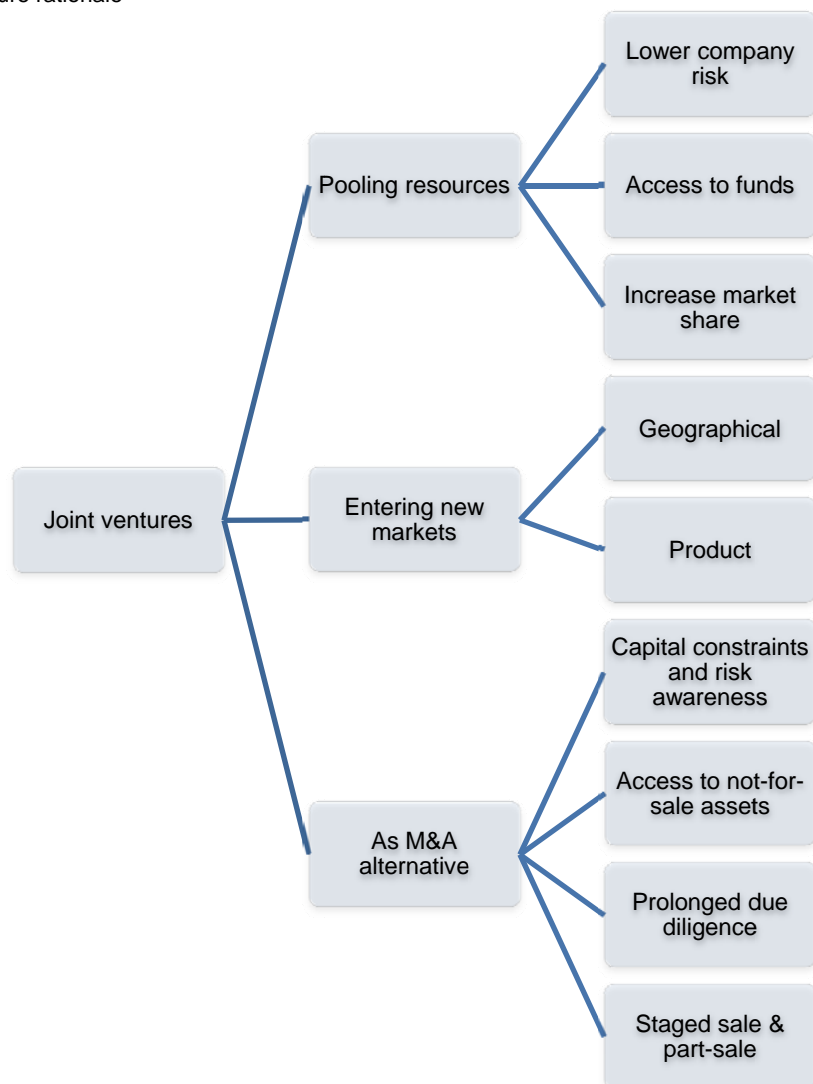 Lower company
risk
Pooling resources
Access to funds
Increase market
share
Geographical
Joint ventures
Entering new
markets
Product
Capital constraints
and risk
awareness
Access to not-for-
sale assets
As M&A
alternative
Prolonged due
diligence
Staged sale &
part-sale